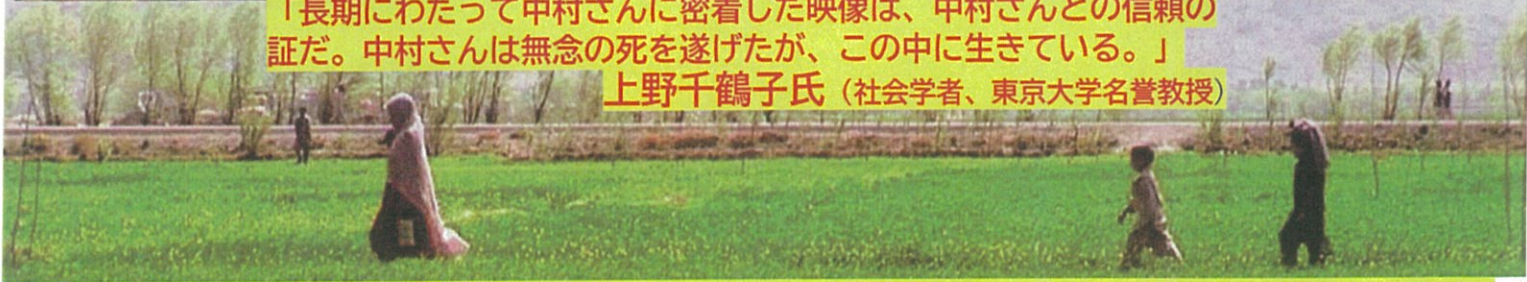 「長期にわたって中村さんに密着した映像は、中村さんとの信頼の
証だ。中村さんは無念の死を遂げたが、この中に生きている。」
上野千鶴子氏（社会学者、東京大学名誉教授）